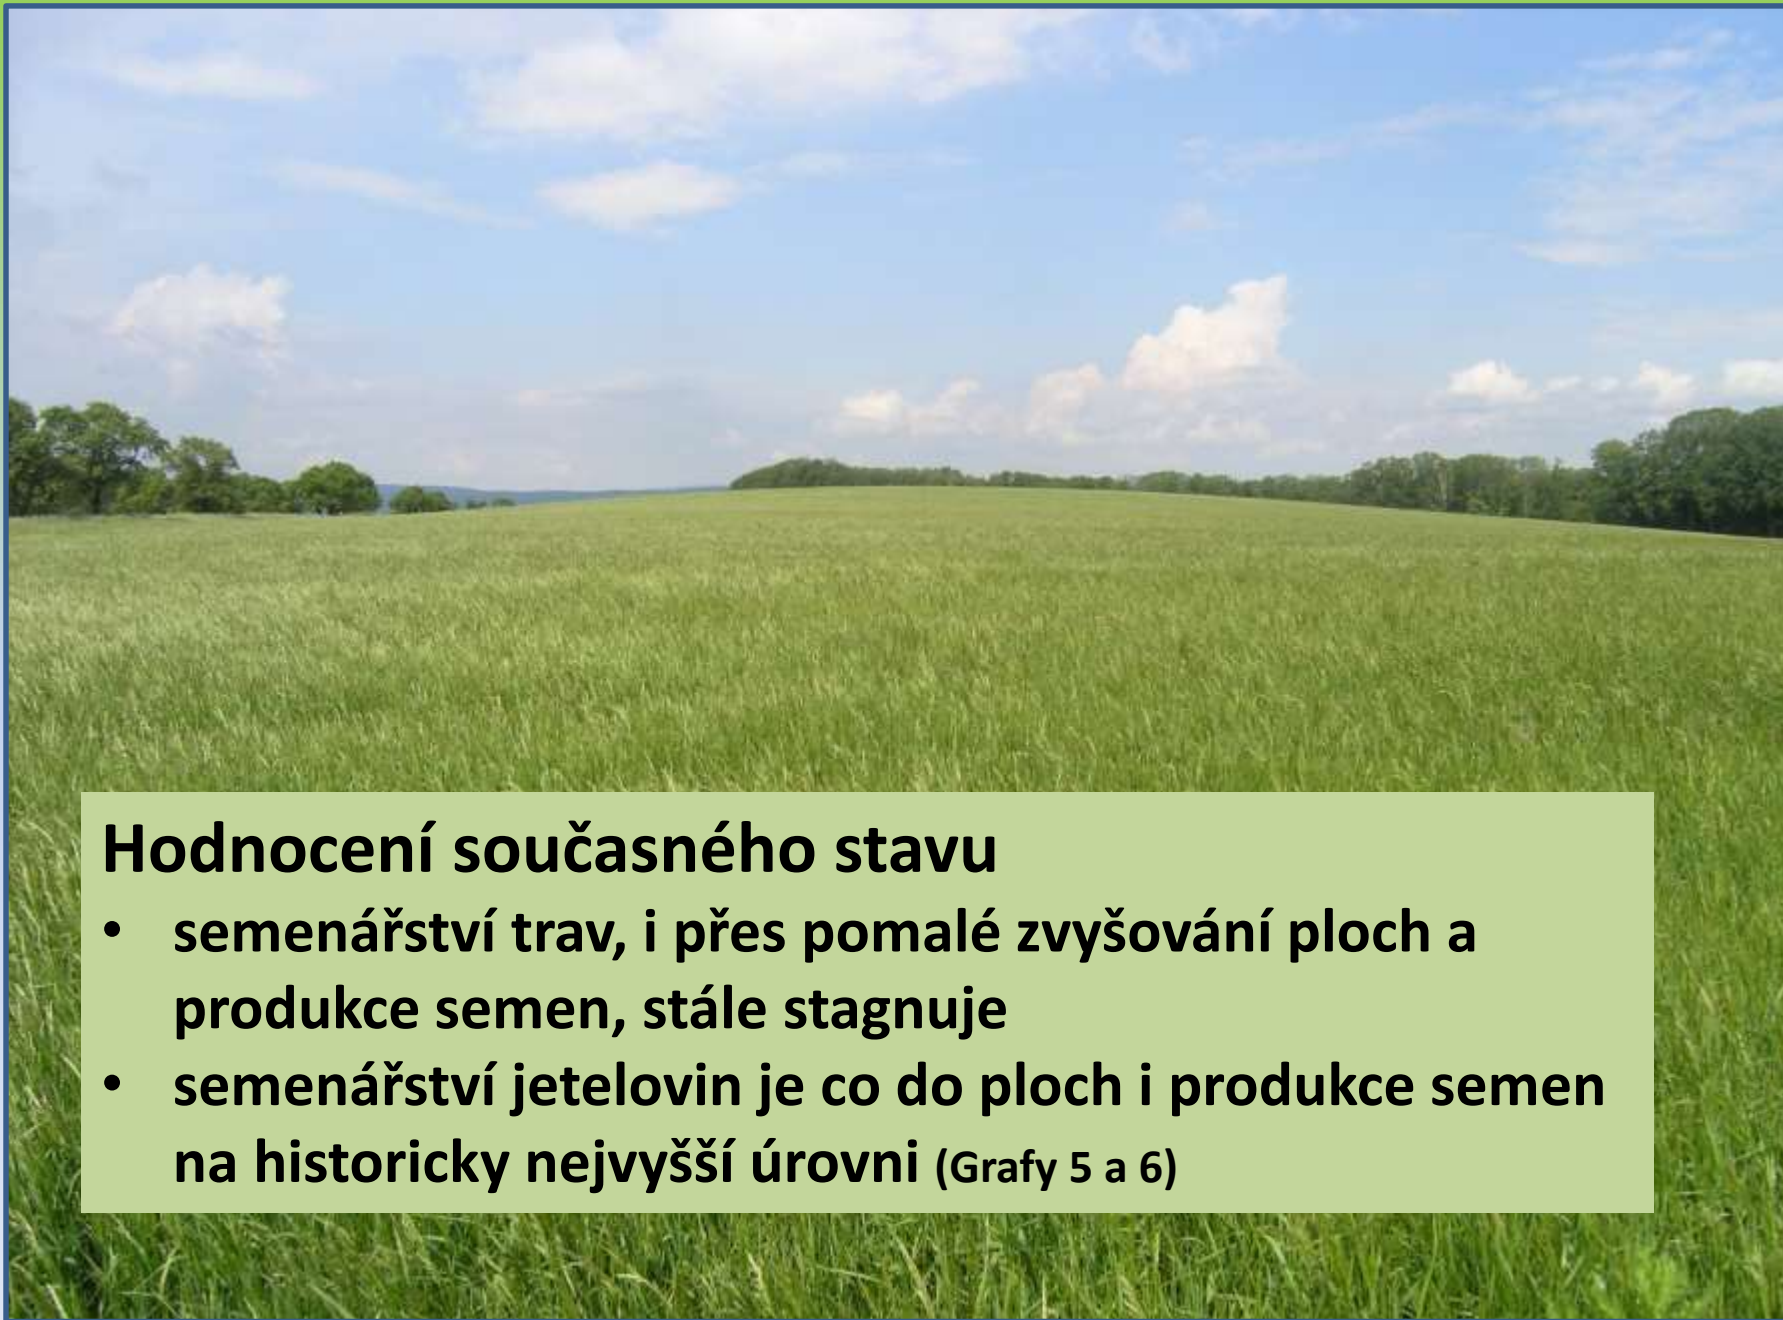 Hodnocení současného stavu
• semenářství trav, i přes pomalé zvyšování ploch a
produkce semen, stále stagnuje
• semenářství jetelovin je co do ploch i produkce semen
na historicky nejvyšší úrovni (Grafy 5 a 6)